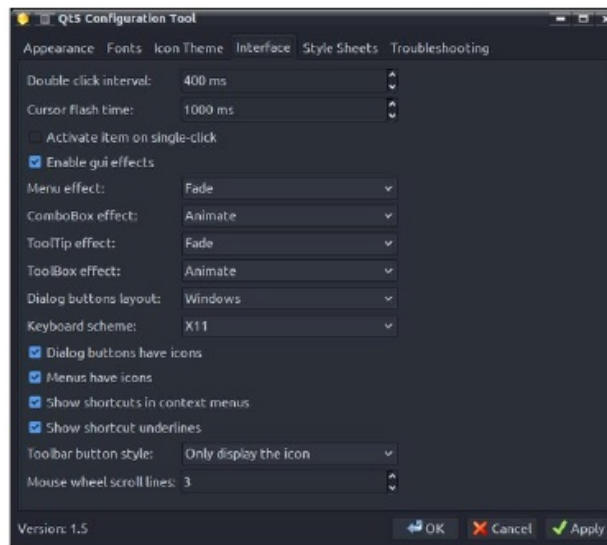 Qt5 Configuration Tool
Appearance Fonts Icon Theme Interface Style Sheets Troubleshooting
Double click interval: 400 ms
Cursor flash time: 1000 ms
Activate item on single-click
Enable gui effects
Menu effect: Fade
ComboBox effect: Animate
ToolTip effect: Fade
ToolBox effect: Animate
Dialog buttons layout: Windows
Keyboard scheme: X11
Dialog buttons have icons
Menus have icons
Show shortcuts in context menus
Show shortcut underlines
Toolbar button style: Only display the icon
Mouse wheel scroll lines: 3
Version: 1.5 OK Cancel Apply